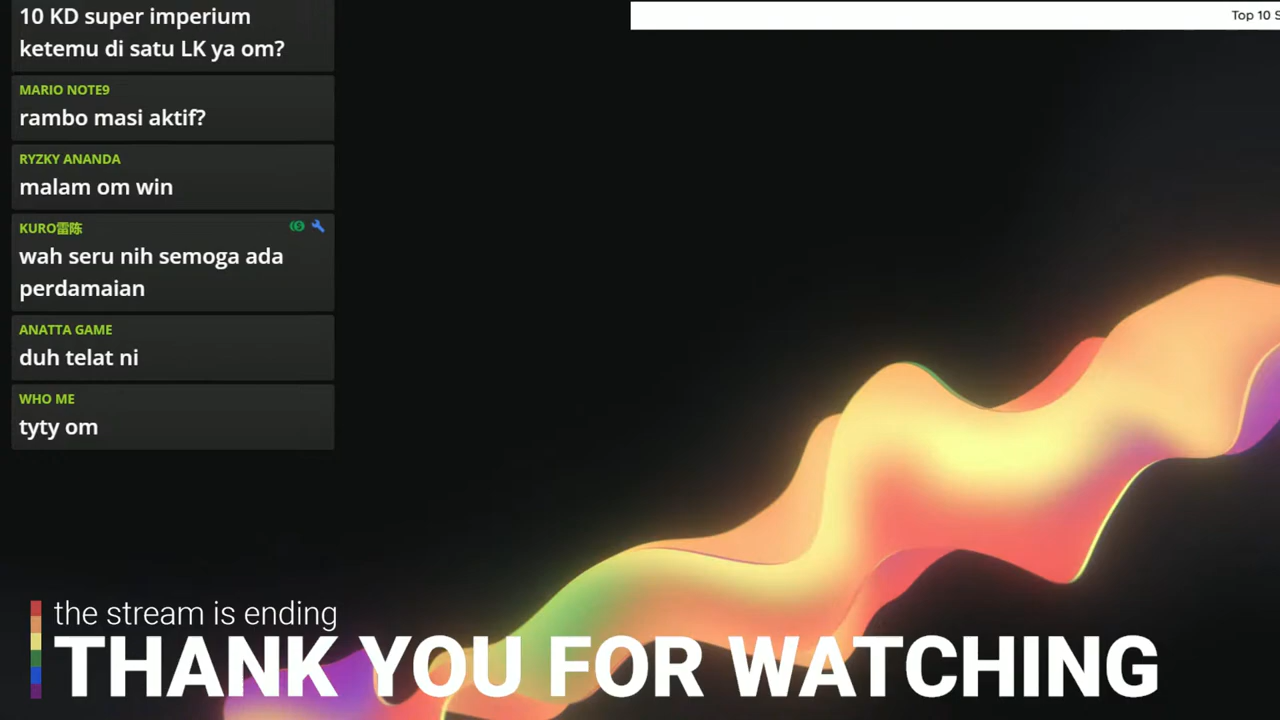 10 KD super imperium
ketemu di satu LK ya om?
MARIO NOTE9
rambo masi aktif?
RYZKY ANANDA
malam om win
KURO雷陈
wah seru nih semoga ada
perdamaian
ANATTA GAME
duh telat ni
WHO ME
tyty om
Top 10 S
the stream is ending
THANK YOU FOR WATCHING